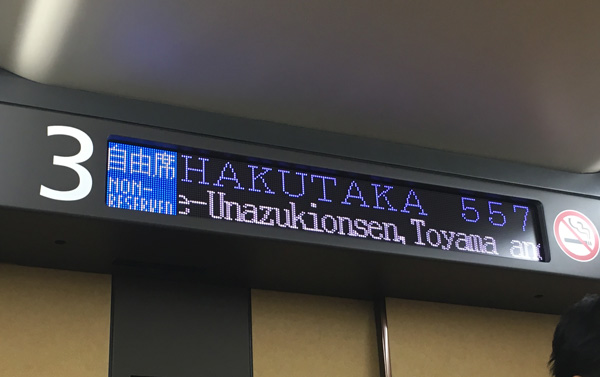 3
自由席
NON-
RESERVED
HAKUTAKA 557
e-Unazukionsen,Toyama an